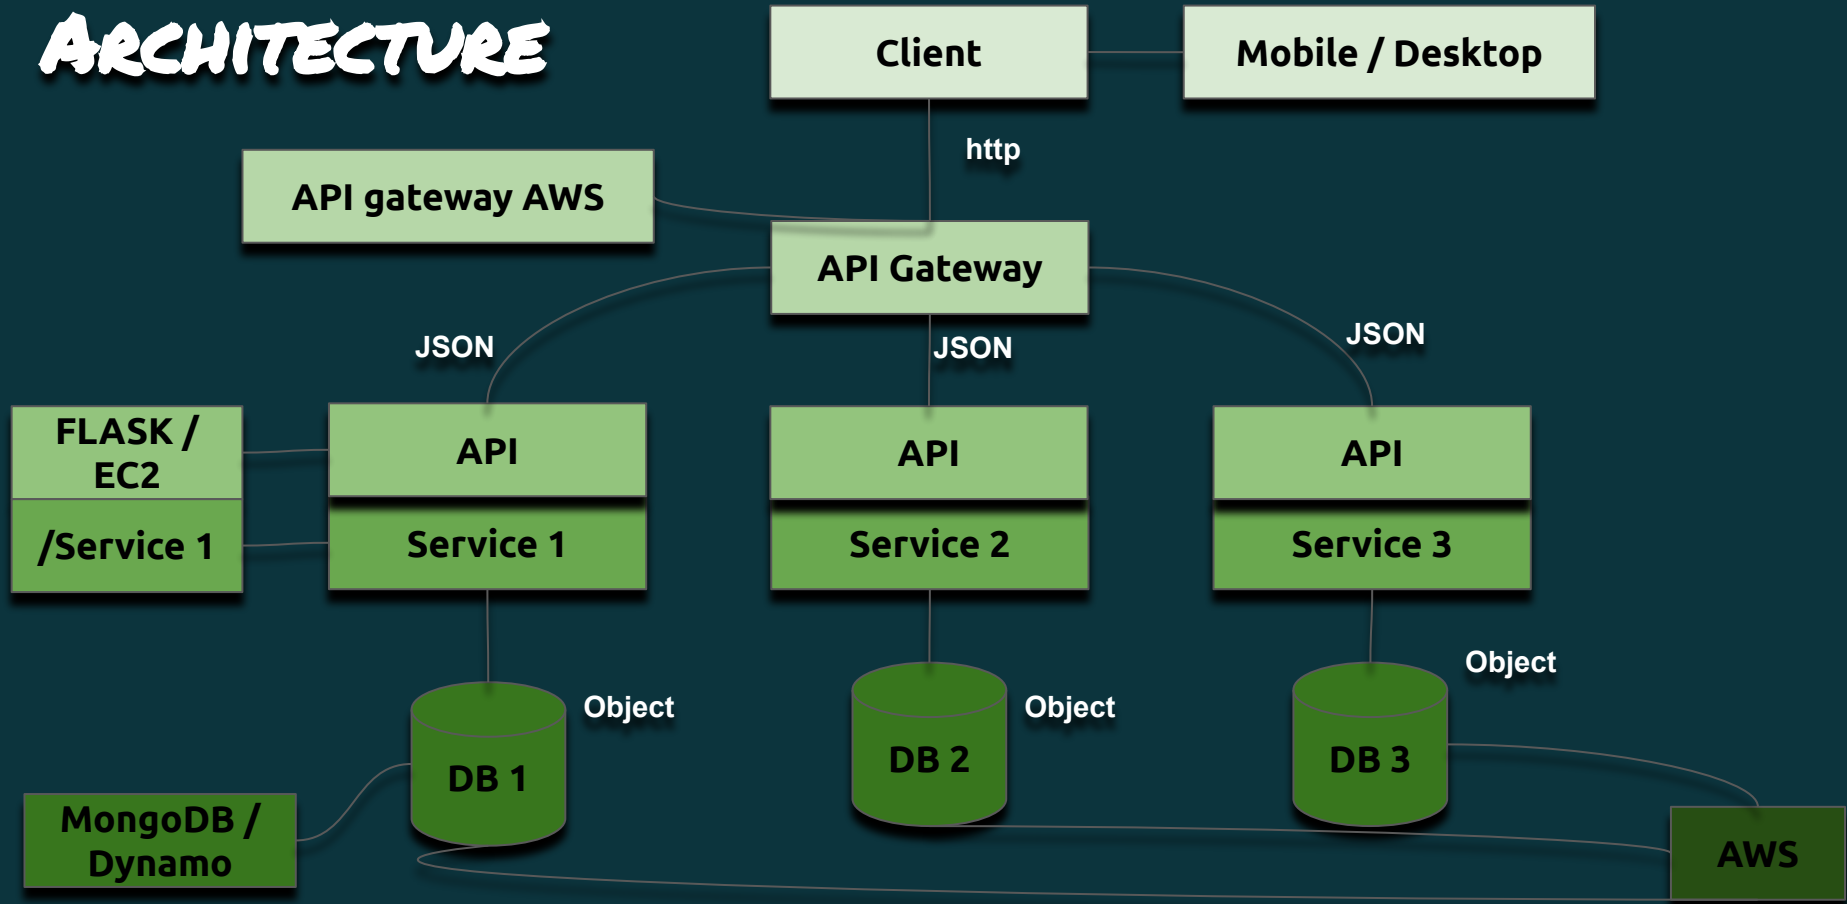 ARCHITECTURE
Client
Mobile / Desktop
http
API gateway AWS
API Gateway
JSON
JSON
JSON
FLASK /
EC2
API
API
API
/Service 1
Service 1
Service 2
Service 3
Object
Object
Object
DB 1
DB 2
DB 3
MongoDB /
Dynamo
AWS